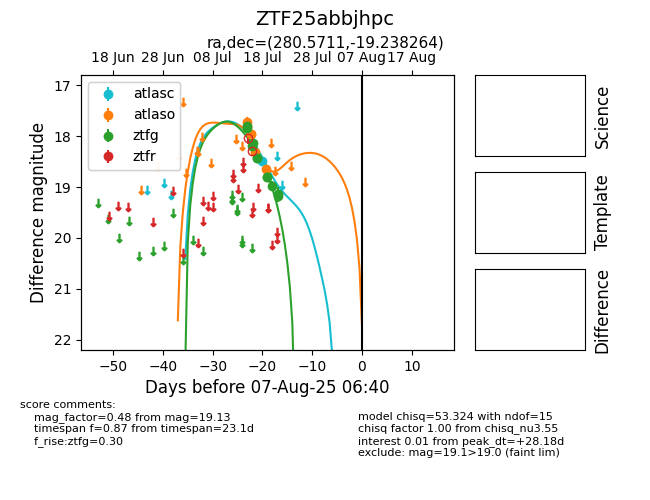 ZTF25abbjhpc
ra,dec=(280.5711,-19.238264)
18 Jun 28 Jun 08 Jul 18 Jul 28 Jul 07 Aug 17 Aug
17
18
19
20
21
22
Difference magnitude
atlasc
atlaso
ztfg
ztfr
−50 −40 −30 −20 −10 0 10
Days before 07-Aug-25 06:40
Science
Template
Difference
score comments:
mag_factor=0.48 from mag=19.13
timespan f=0.87 from timespan=23.1d
f_rise:ztfg=0.30
model chisq=53.324 with ndof=15
chisq factor 1.00 from chisq_nu3.55
interest 0.01 from peak_dt=+28.18d
exclude: mag=19.1>19.0 (faint lim)